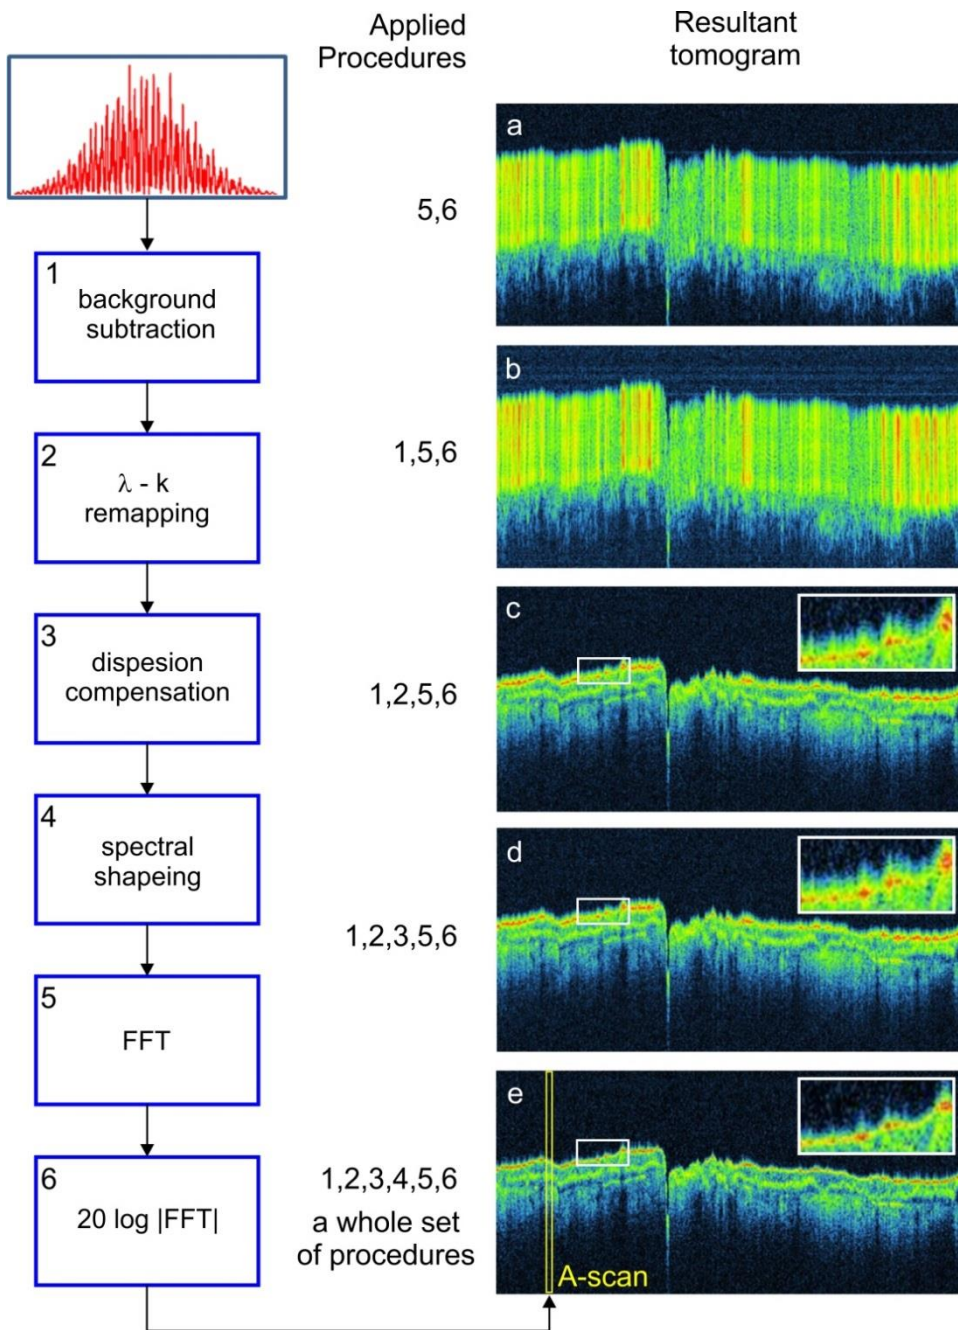 Applied
Procedures
Resultant
tomogram
1
background
subtraction
2
λ - k
remapping
3
dispesion
compensation
4
spectral
shapeing
5
FFT
6
20 log |FFT|
5,6
1,5,6
1,2,5,6
1,2,3,5,6
1,2,3,4,5,6
a whole set
of procedures
a
b
c
d
e
A-scan